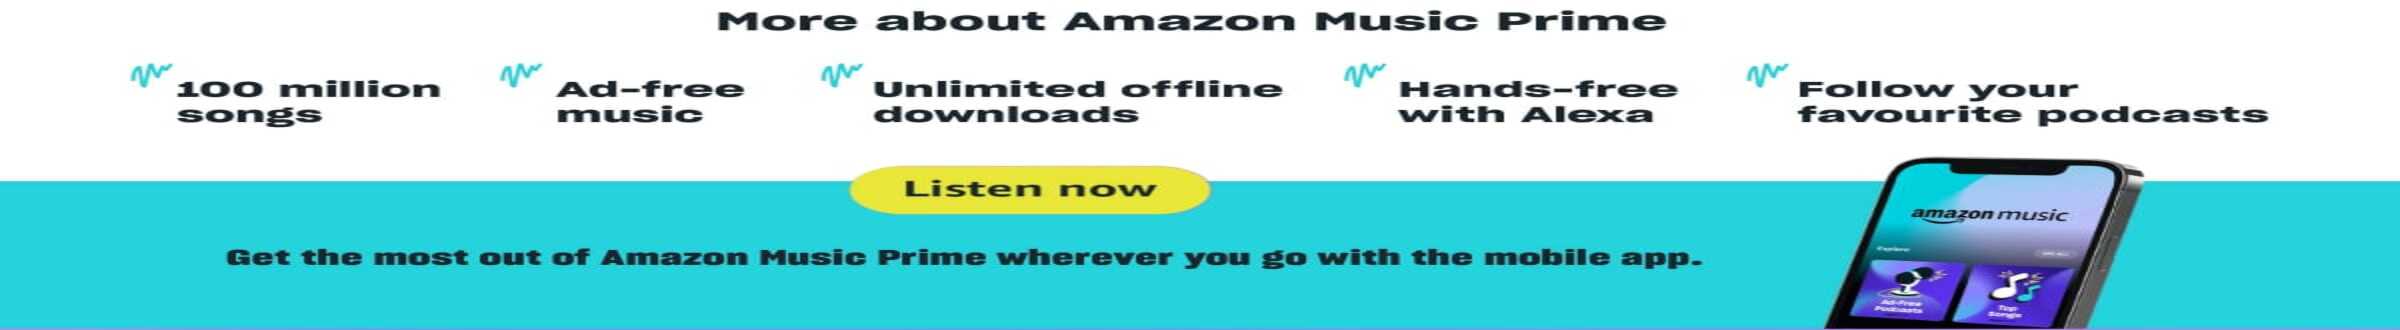 More about Amazon Music Prime
100 million
songs
Ad-free
music
Unlimited offline
downloads
Hands-free
with Alexa
Follow your
favourite podcasts
Listen now
Get the most out of Amazon Music Prime wherever you go with the mobile app.
amazon music
Explore
SEE ALL
Ad-Free
Podcasts
Top
Songs